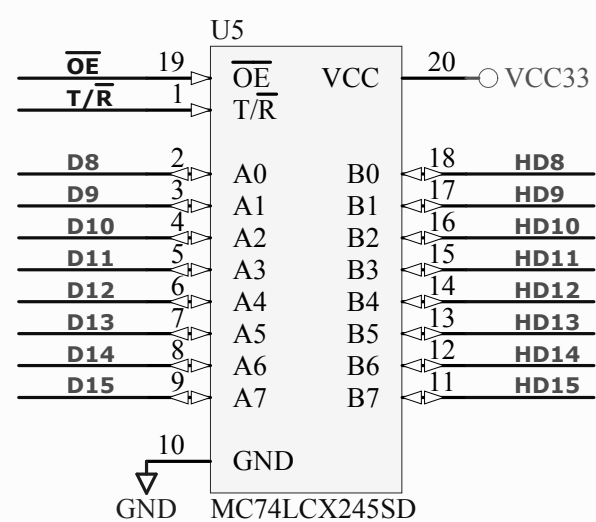 U5
O̅E̅ 19 O̅E̅ VCC 20 VCC33
T/R̅ 1 T/R̅
D8 2 A0 B0 18 HD8
D9 3 A1 B1 17 HD9
D10 4 A2 B2 16 HD10
D11 5 A3 B3 15 HD11
D12 6 A4 B4 14 HD12
D13 7 A5 B5 13 HD13
D14 8 A6 B6 12 HD14
D15 9 A7 B7 11 HD15
10 GND
GND MC74LCX245SD